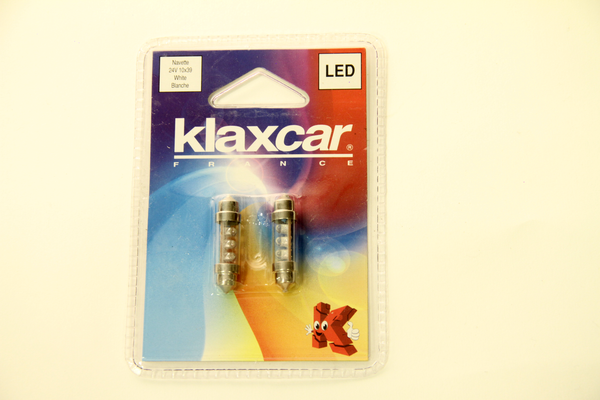 Navette
24V 10x39
White
Blanche
LED
klaxcar®
FRANCE